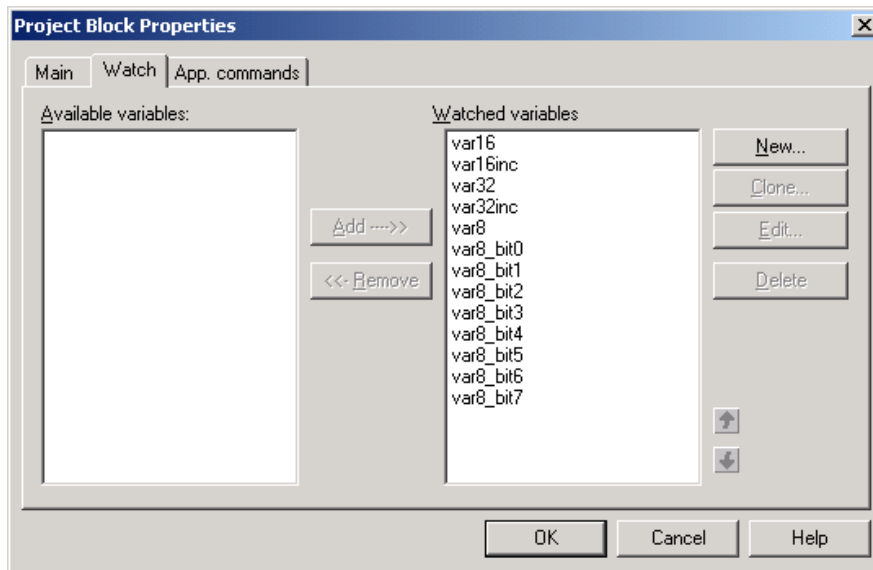 Project Block Properties
Main Watch App. commands
Available variables:
Watched variables
var16
var16inc
var32
var32inc
var8
var8_bit0
var8_bit1
var8_bit2
var8_bit3
var8_bit4
var8_bit5
var8_bit6
var8_bit7
Add ---->>
<<- Remove
New...
Clone...
Edit...
Delete
OK Cancel Help